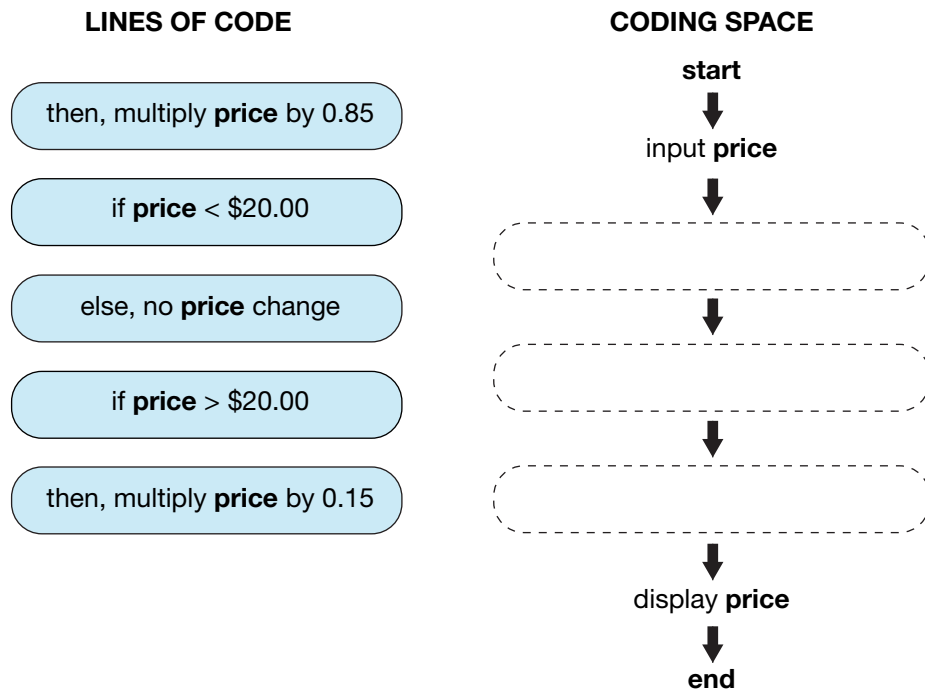 LINES OF CODE
then, multiply price by 0.85
if price < $20.00
else, no price change
if price > $20.00
then, multiply price by 0.15
CODING SPACE
start
input price
display price
end